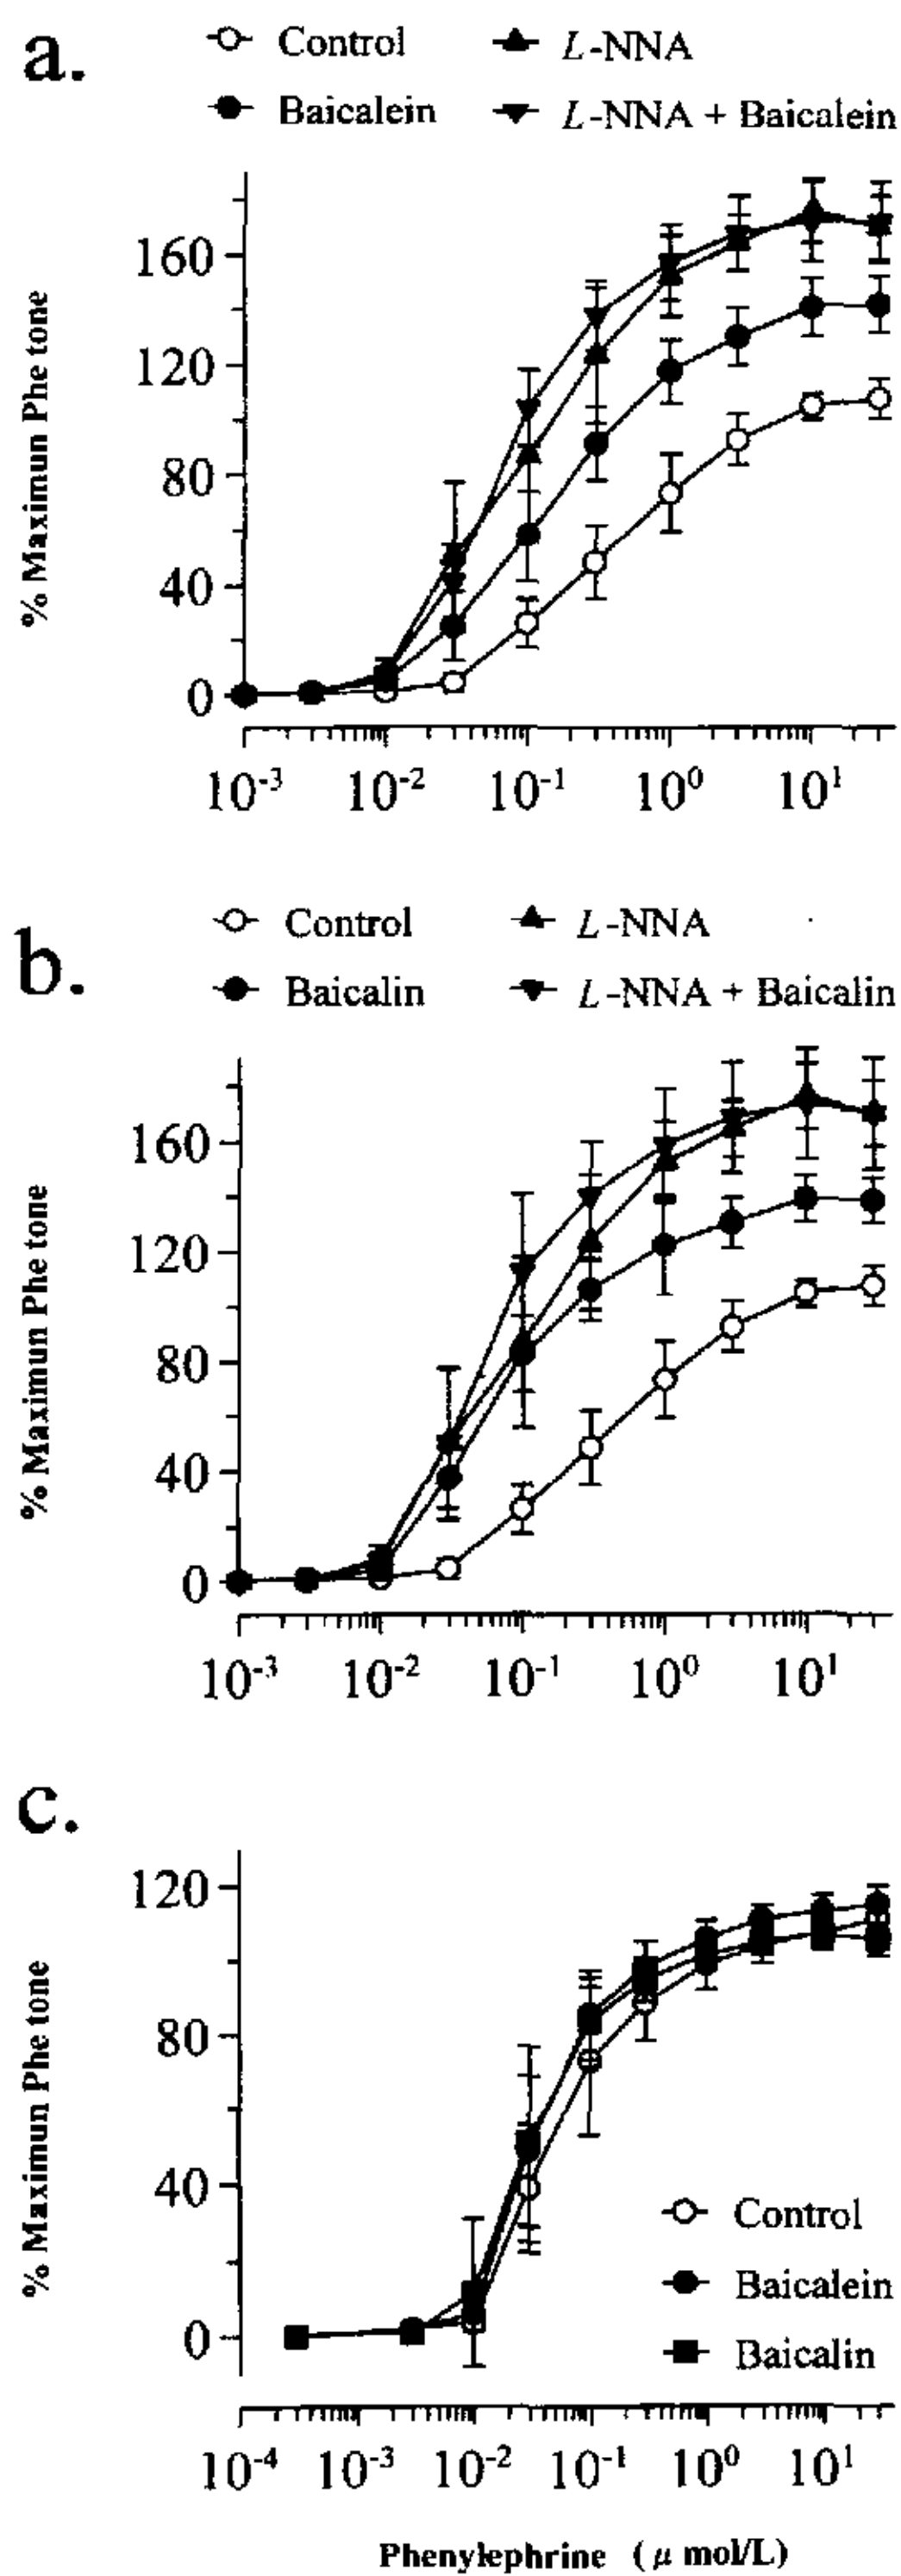 a.
Control L-NNA
Baicalein L-NNA + Baicalein
% Maximun Phe tone
160
120
80
40
0
10-3 10-2 10-1 100 101
b.
Control L-NNA
Baicalin L-NNA + Baicalin
% Maximun Phe tone
160
120
80
40
0
10-3 10-2 10-1 100 101
c.
% Maximun Phe tone
120
80
40
0
Control
Baicalein
Baicalin
10-4 10-3 10-2 10-1 100 101
Phenylephrine (μ mol/L)